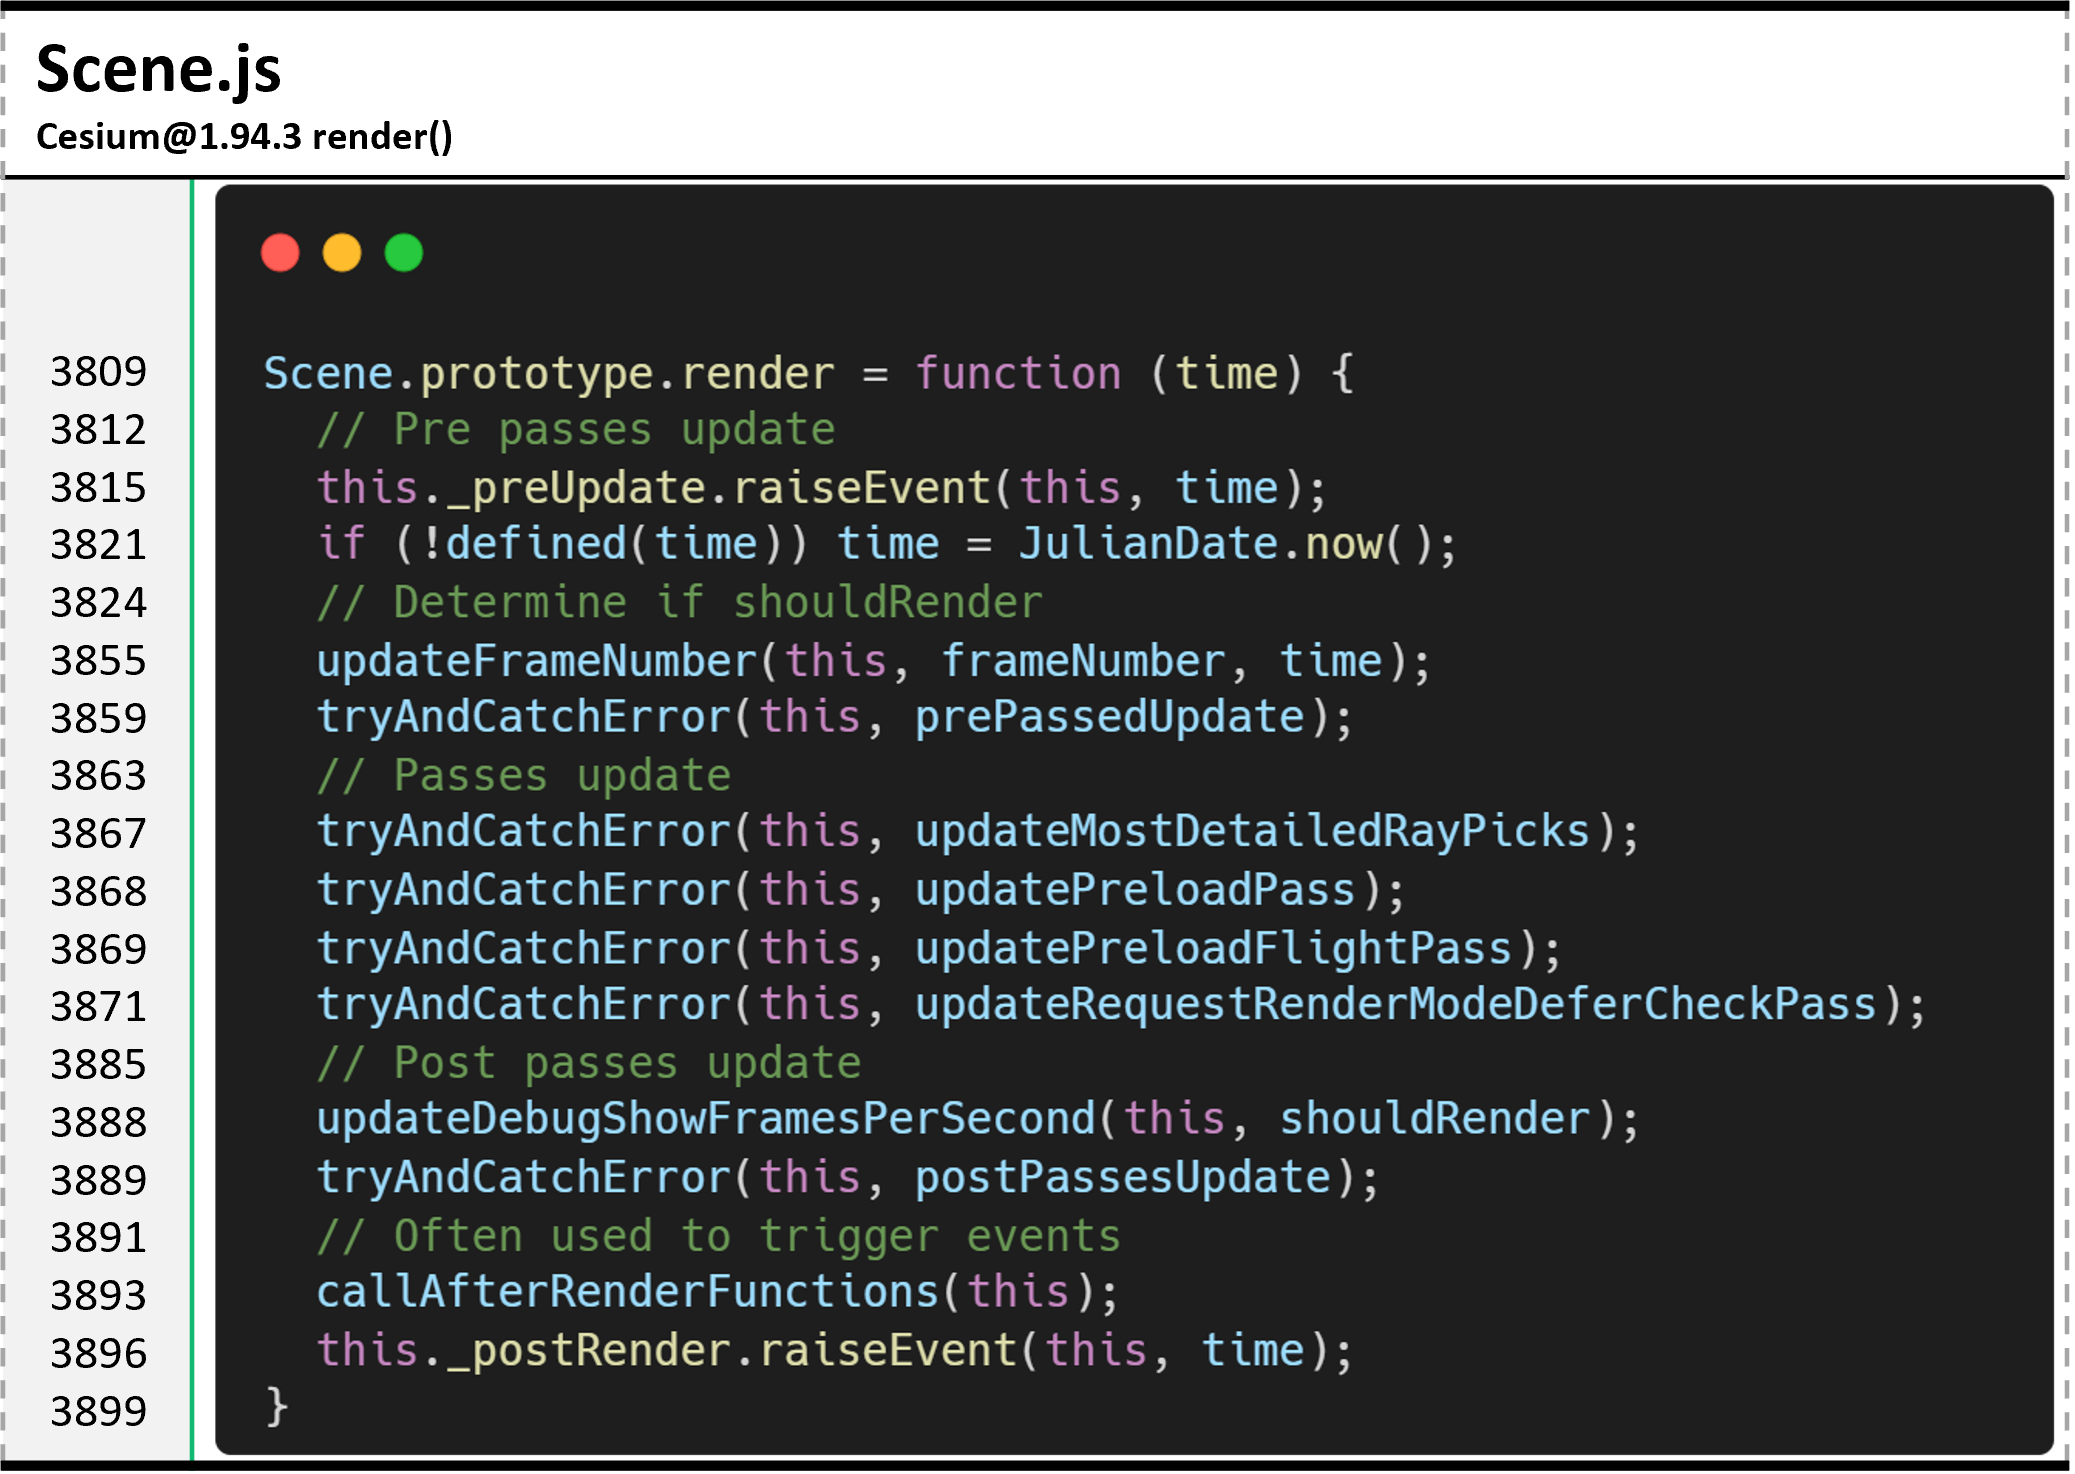 Scene.js
Cesium@1.94.3 render()
3809 Scene.prototype.render = function (time) {
3812 // Pre passes update
3815 this._preUpdate.raiseEvent(this, time);
3821 if (!defined(time)) time = JulianDate.now();
3824 // Determine if shouldRender
3855 updateFrameNumber(this, frameNumber, time);
3859 tryAndCatchError(this, prePassedUpdate);
3863 // Passes update
3867 tryAndCatchError(this, updateMostDetailedRayPicks);
3868 tryAndCatchError(this, updatePreloadPass);
3869 tryAndCatchError(this, updatePreloadFlightPass);
3871 tryAndCatchError(this, updateRequestRenderModeDeferCheckPass);
3885 // Post passes update
3888 updateDebugShowFramesPerSecond(this, shouldRender);
3889 tryAndCatchError(this, postPassesUpdate);
3891 // Often used to trigger events
3893 callAfterRenderFunctions(this);
3896 this._postRender.raiseEvent(this, time);
3899 }